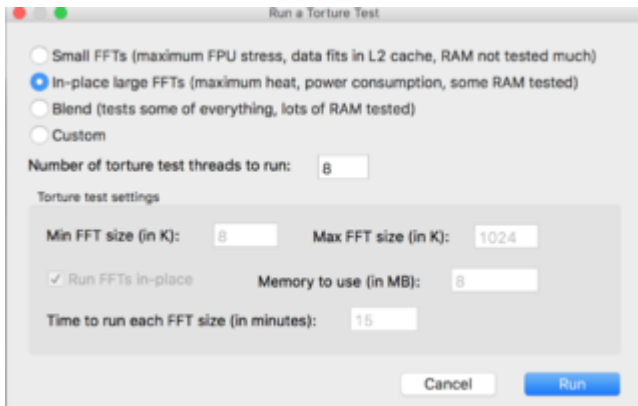 Run a Torture Test
Small FFTs (maximum FPU stress, data fits in L2 cache, RAM not tested much)
In-place large FFTs (maximum heat, power consumption, some RAM tested)
Blend (tests some of everything, lots of RAM tested)
Custom
Number of torture test threads to run: 8
Torture test settings
Min FFT size (in K): 8 Max FFT size (in K): 1024
Run FFTs in-place Memory to use (in MB): 8
Time to run each FFT size (in minutes): 15
Cancel Run